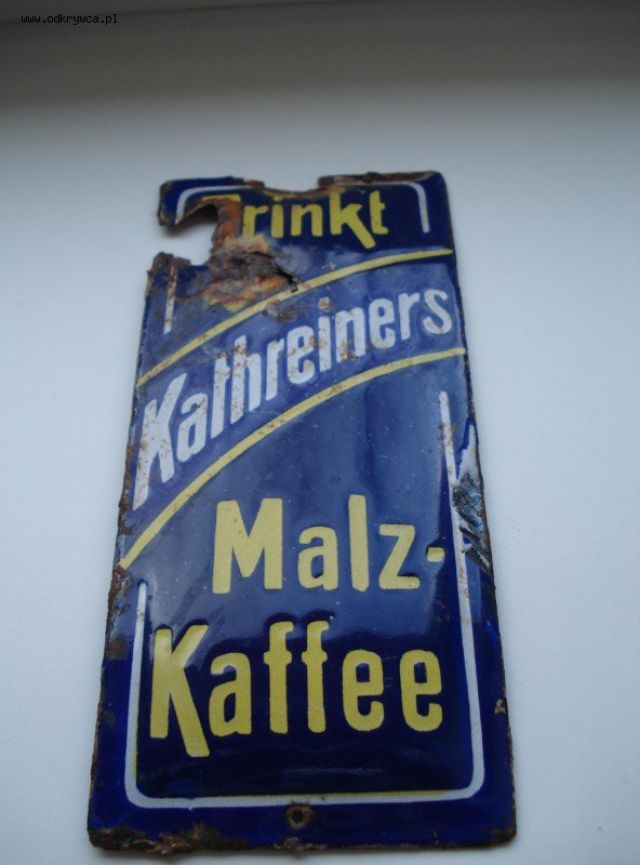 www.odkrywca.pl
Trinkt
Kathreiners
Malz-
Kaffee